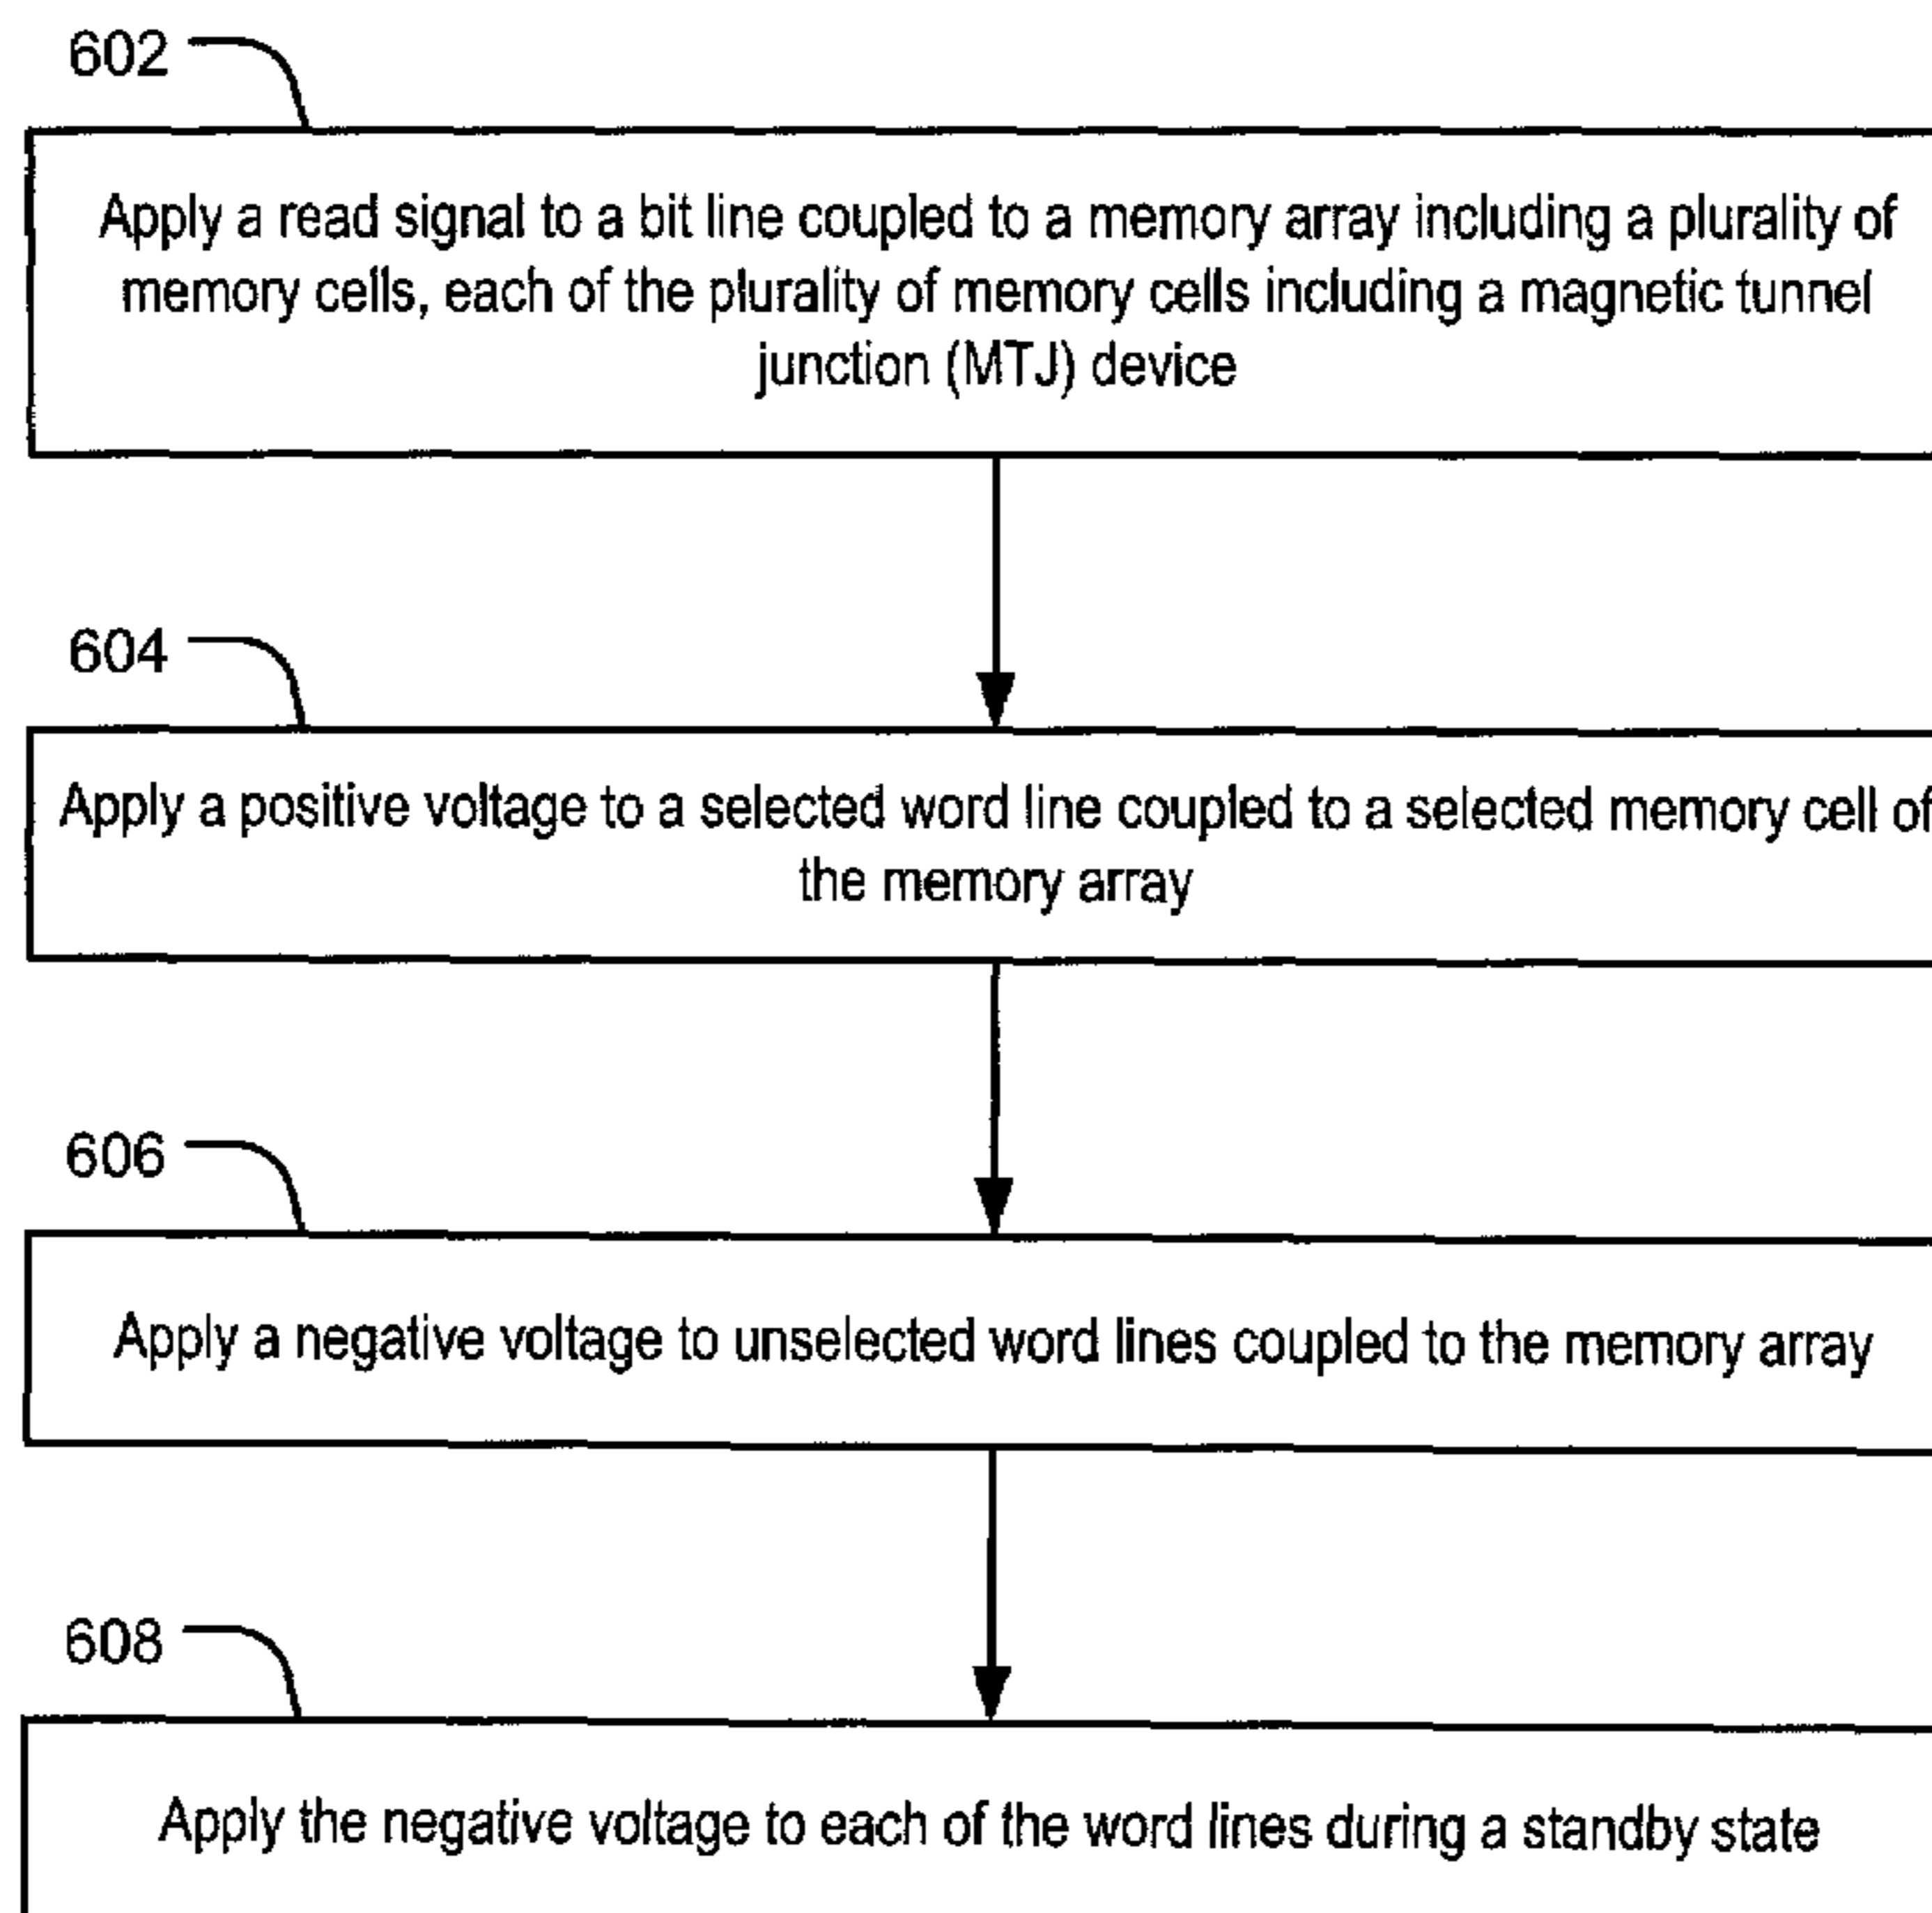 602
Apply a read signal to a bit line coupled to a memory array including a plurality of
memory cells, each of the plurality of memory cells including a magnetic tunnel
junction (MTJ) device
604
Apply a positive voltage to a selected word line coupled to a selected memory cell of
the memory array
606
Apply a negative voltage to unselected word lines coupled to the memory array
608
Apply the negative voltage to each of the word lines during a standby state